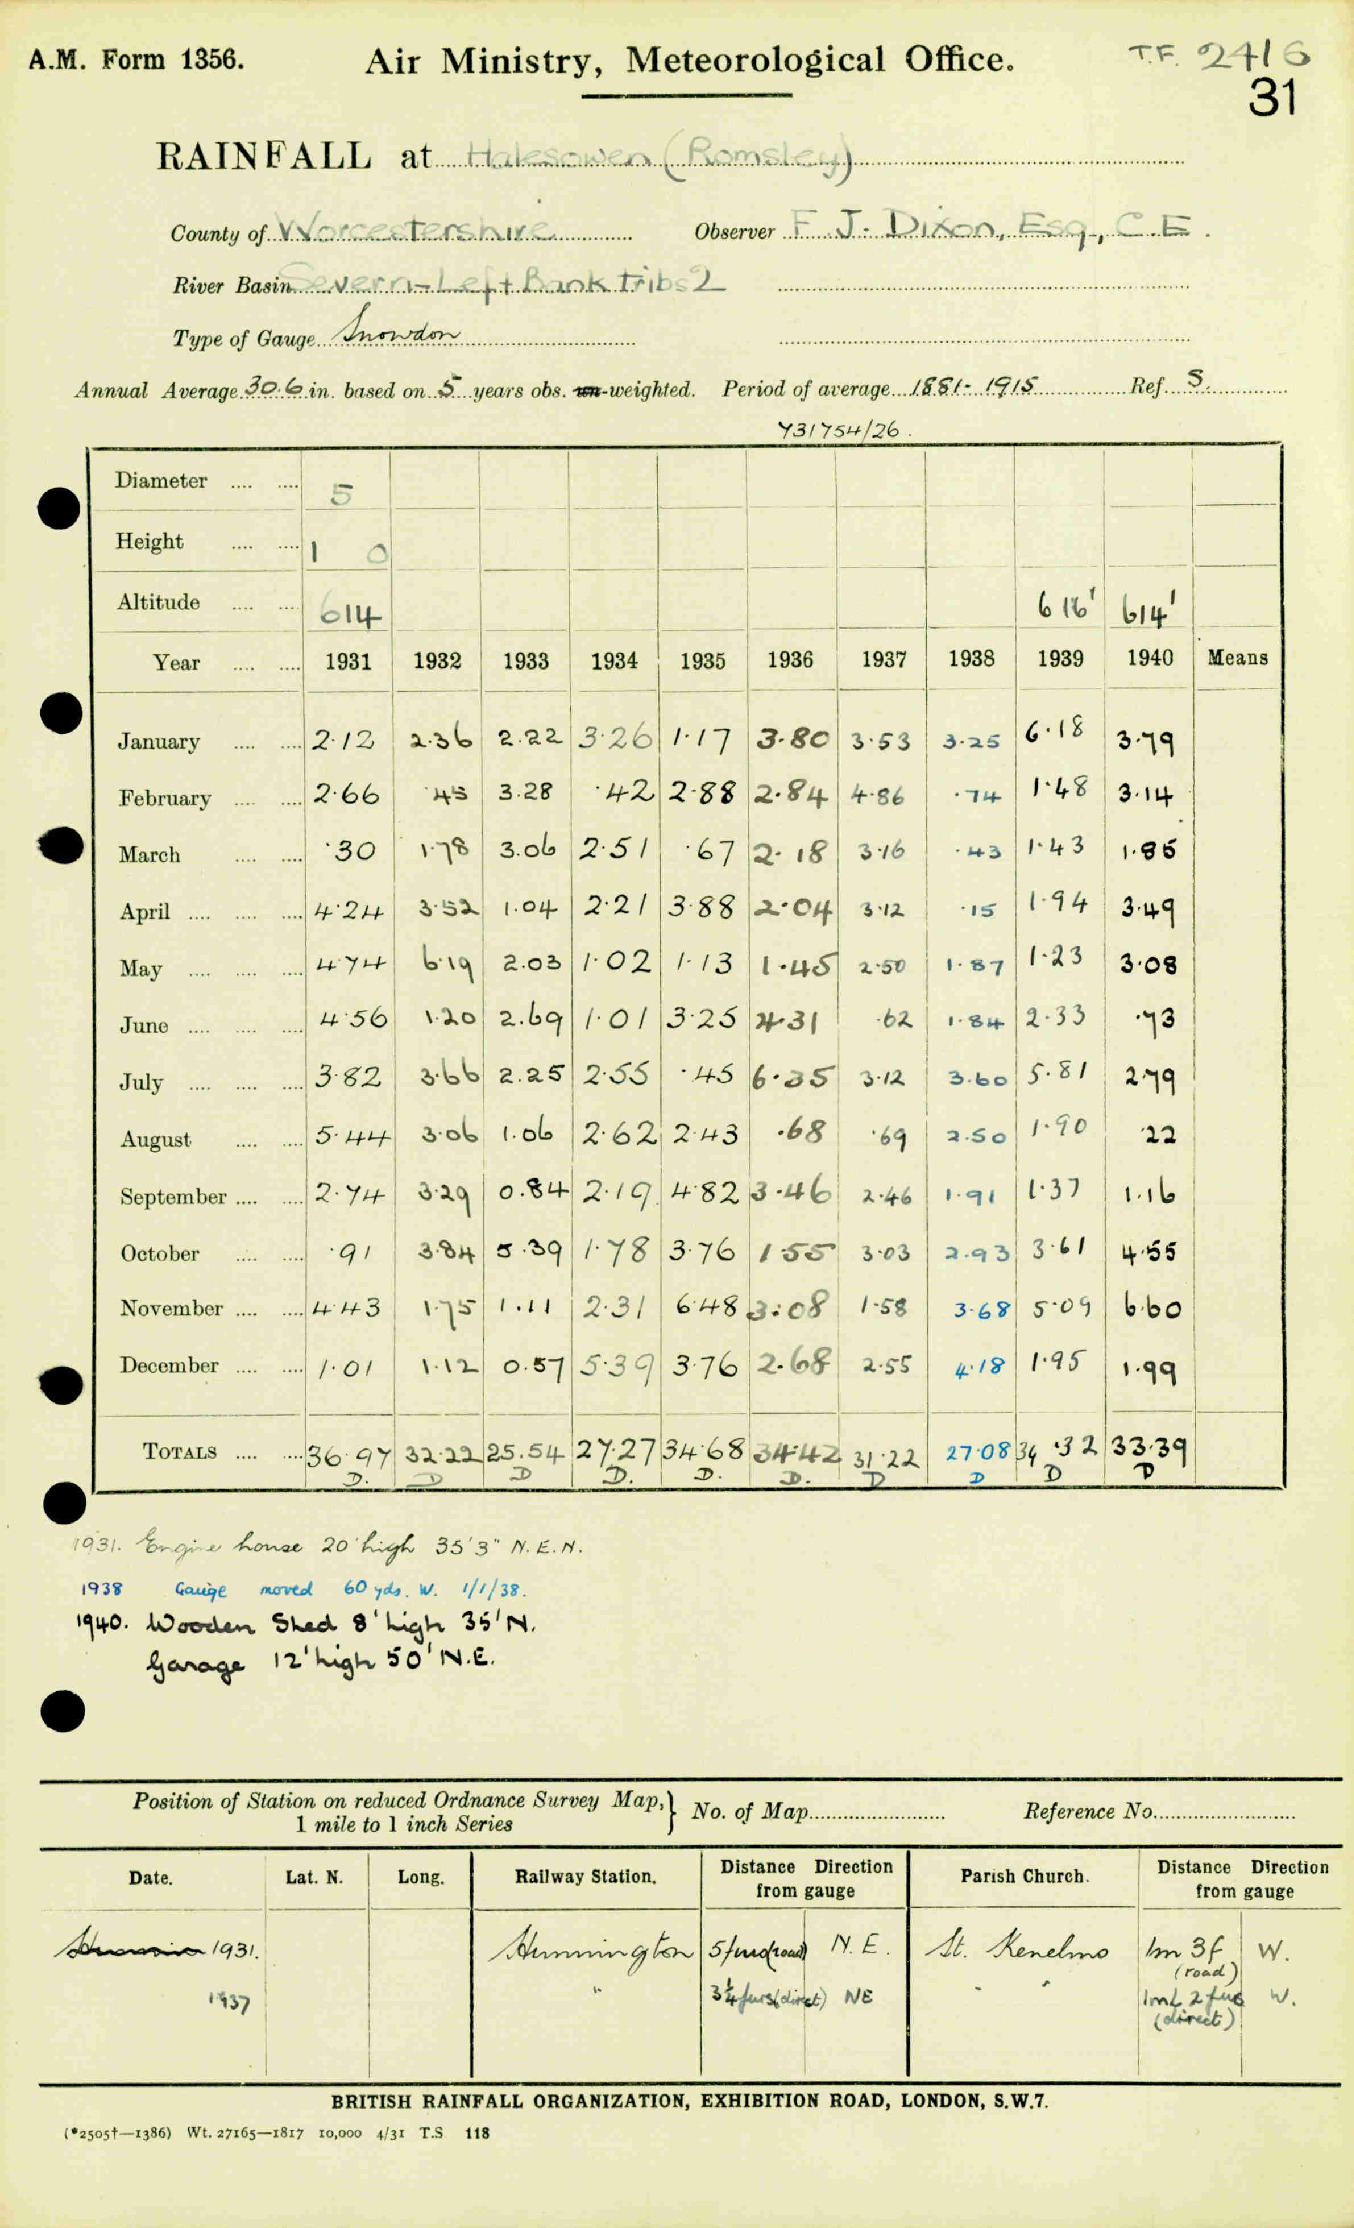 A.M. Form 1356. Air Ministry, Meteorological Office. T.F. 2416
31
RAINFALL at Halesowen (Romsley)
County of Worcestershire Observer F. J. Dixon, Esq., C.E.
River Basin Severn-Left Bank tribs 2
Type of Gauge Snowdon
Annual Average 30.6 in. based on 5 years obs. un-weighted. Period of average 1881-1915 Ref. S.
731754/26.
Diameter 5
Height 1 0
Altitude 614 616' 614'
Year 1931 1932 1933 1934 1935 1936 1937 1938 1939 1940 Means
January 2.12 2.36 2.22 3.26 1.17 3.80 3.53 3.25 6.18 3.79
February 2.66 .45 3.28 .42 2.88 2.84 4.86 .74 1.48 3.14
March .30 1.78 3.06 2.51 .67 2.18 3.16 .43 1.43 1.85
April 4.24 3.52 1.04 2.21 3.88 2.04 3.12 .15 1.94 3.49
May 4.74 6.19 2.03 1.02 1.13 1.45 2.50 1.87 1.23 3.08
June 4.56 1.20 2.69 1.01 3.25 4.31 .62 1.84 2.33 .73
July 3.82 3.66 2.25 2.55 .45 6.35 3.12 3.60 5.81 2.79
August 5.44 3.06 1.06 2.62 2.43 .68 .69 2.50 1.90 .22
September 2.74 3.29 0.84 2.19 4.82 3.46 2.46 1.91 1.37 1.16
October .91 3.84 5.39 1.78 3.76 1.55 3.03 2.93 3.61 4.55
November 4.43 1.75 1.11 2.31 6.48 3.08 1.58 3.68 5.09 6.60
December 1.01 1.12 0.57 5.39 3.76 2.68 2.55 4.18 1.95 1.99
TOTALS 36.97 32.22 25.54 27.27 34.68 34.42 31.22 27.08 34.32 33.39
D. D D D. D. D. D D D D
1931. Engine house 20' high 35'3" N.E.N.
1938 Gauge moved 60 yds. W. 1/1/38.
1940. Wooden Shed 8' high 35' N.
Garage 12' high 50' N.E.
Position of Station on reduced Ordnance Survey Map,
1 mile to 1 inch Series
No. of Map Reference No.
Date. Lat. N. Long. Railway Station. Distance Direction from gauge Parish Church. Distance Direction from gauge
1931. Hunnington 5 furs (road) N.E. St. Kenelms 1m 3f (road) W.
1937 " 3¼ furs (direct) NE " " 1ml 2 furs (direct) W.
BRITISH RAINFALL ORGANIZATION, EXHIBITION ROAD, LONDON, S.W.7.
(*2505†—1386) Wt. 27165—1817 10,000 4/31 T.S. 118